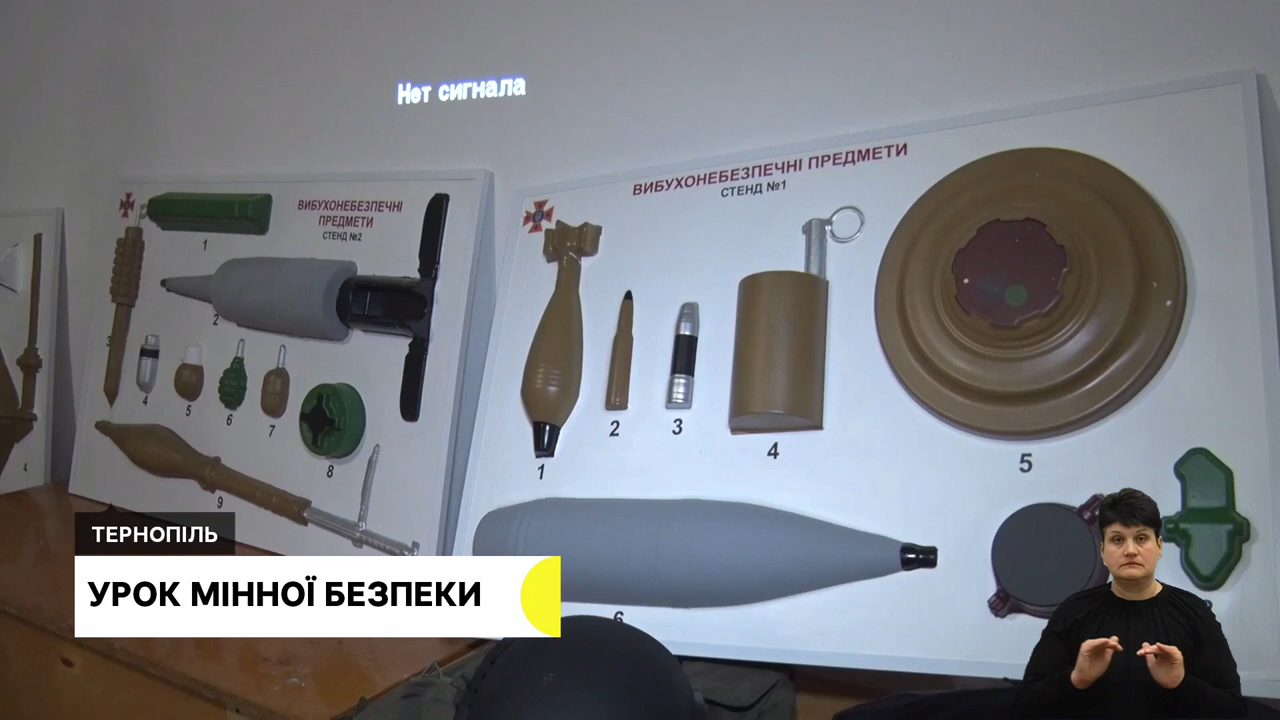 Нет сигнала
ВИБУХОНЕБЕЗПЕЧНІ
ПРЕДМЕТИ
СТЕНД №2
1
2
3
4
5
6
7
8
9
4
ВИБУХОНЕБЕЗПЕЧНІ ПРЕДМЕТИ
СТЕНД №1
1
2
3
4
5
6
ТЕРНОПІЛЬ
УРОК МІННОЇ БЕЗПЕКИ